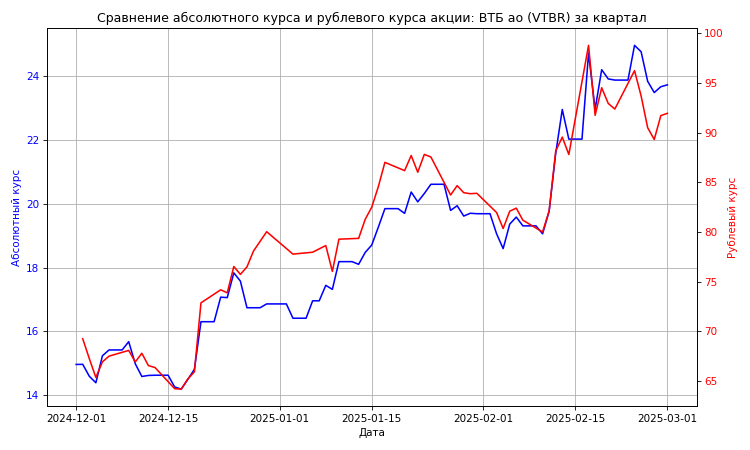 Сравнение абсолютного курса и рублевого курса акции: ВТБ ао (VTBR) за квартал
Абсолютный курс
24
22
20
18
16
14
100
95
90
85
80
75
70
65
Рублевый курс
2024-12-01 2024-12-15 2025-01-01 2025-01-15 2025-02-01 2025-02-15 2025-03-01
Дата